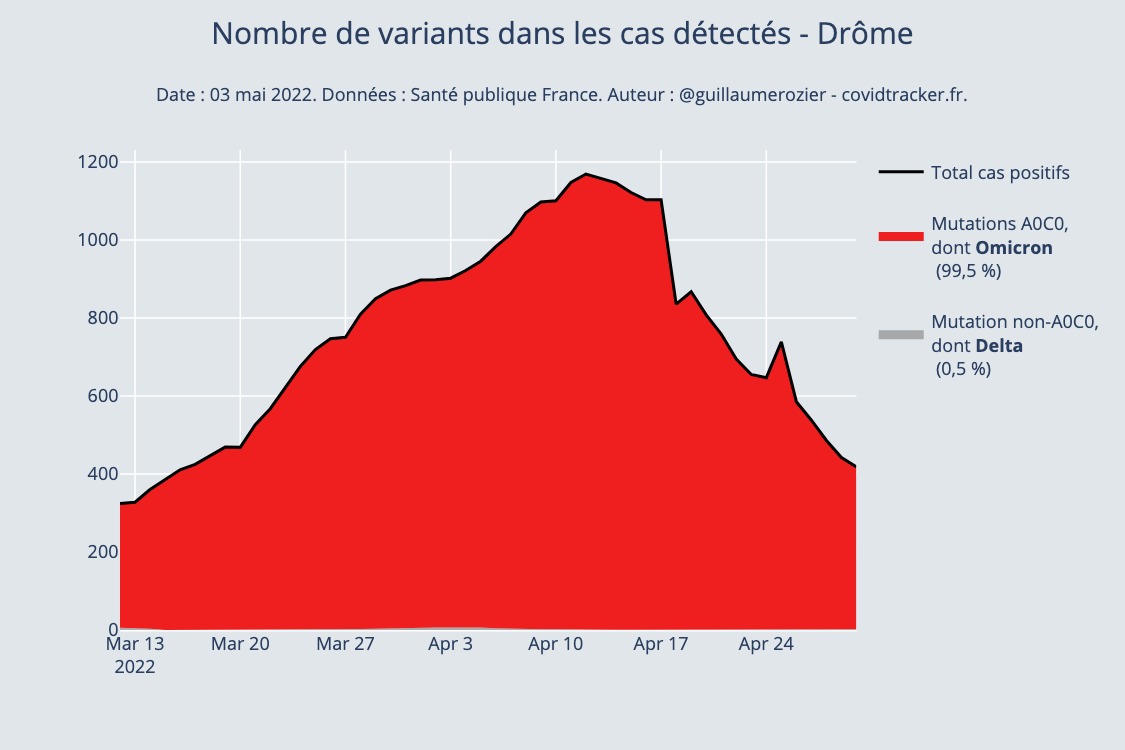 Nombre de variants dans les cas détectés - Drôme
Date : 03 mai 2022. Données : Santé publique France. Auteur : @guillaumerozier - covidtracker.fr.
1200
1000
800
600
400
200
0
Mar 13
2022
Mar 20
Mar 27
Apr 3
Apr 10
Apr 17
Apr 24
Total cas positifs
Mutations A0C0,
dont Omicron
(99,5 %)
Mutation non-A0C0,
dont Delta
(0,5 %)